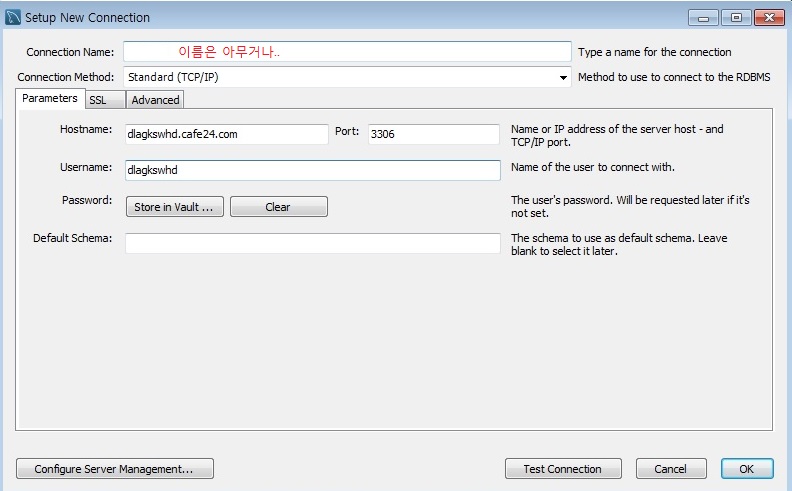 Setup New Connection
Connection Name: 이름은 아무거나.. Type a name for the connection
Connection Method: Standard (TCP/IP) Method to use to connect to the RDBMS
Parameters SSL Advanced
Hostname: dlagkswhd.cafe24.com Port: 3306 Name or IP address of the server host - and
TCP/IP port.
Username: dlagkswhd Name of the user to connect with.
Password: Store in Vault ... Clear The user's password. Will be requested later if it's
not set.
Default Schema: The schema to use as default schema. Leave
blank to select it later.
Configure Server Management... Test Connection Cancel OK